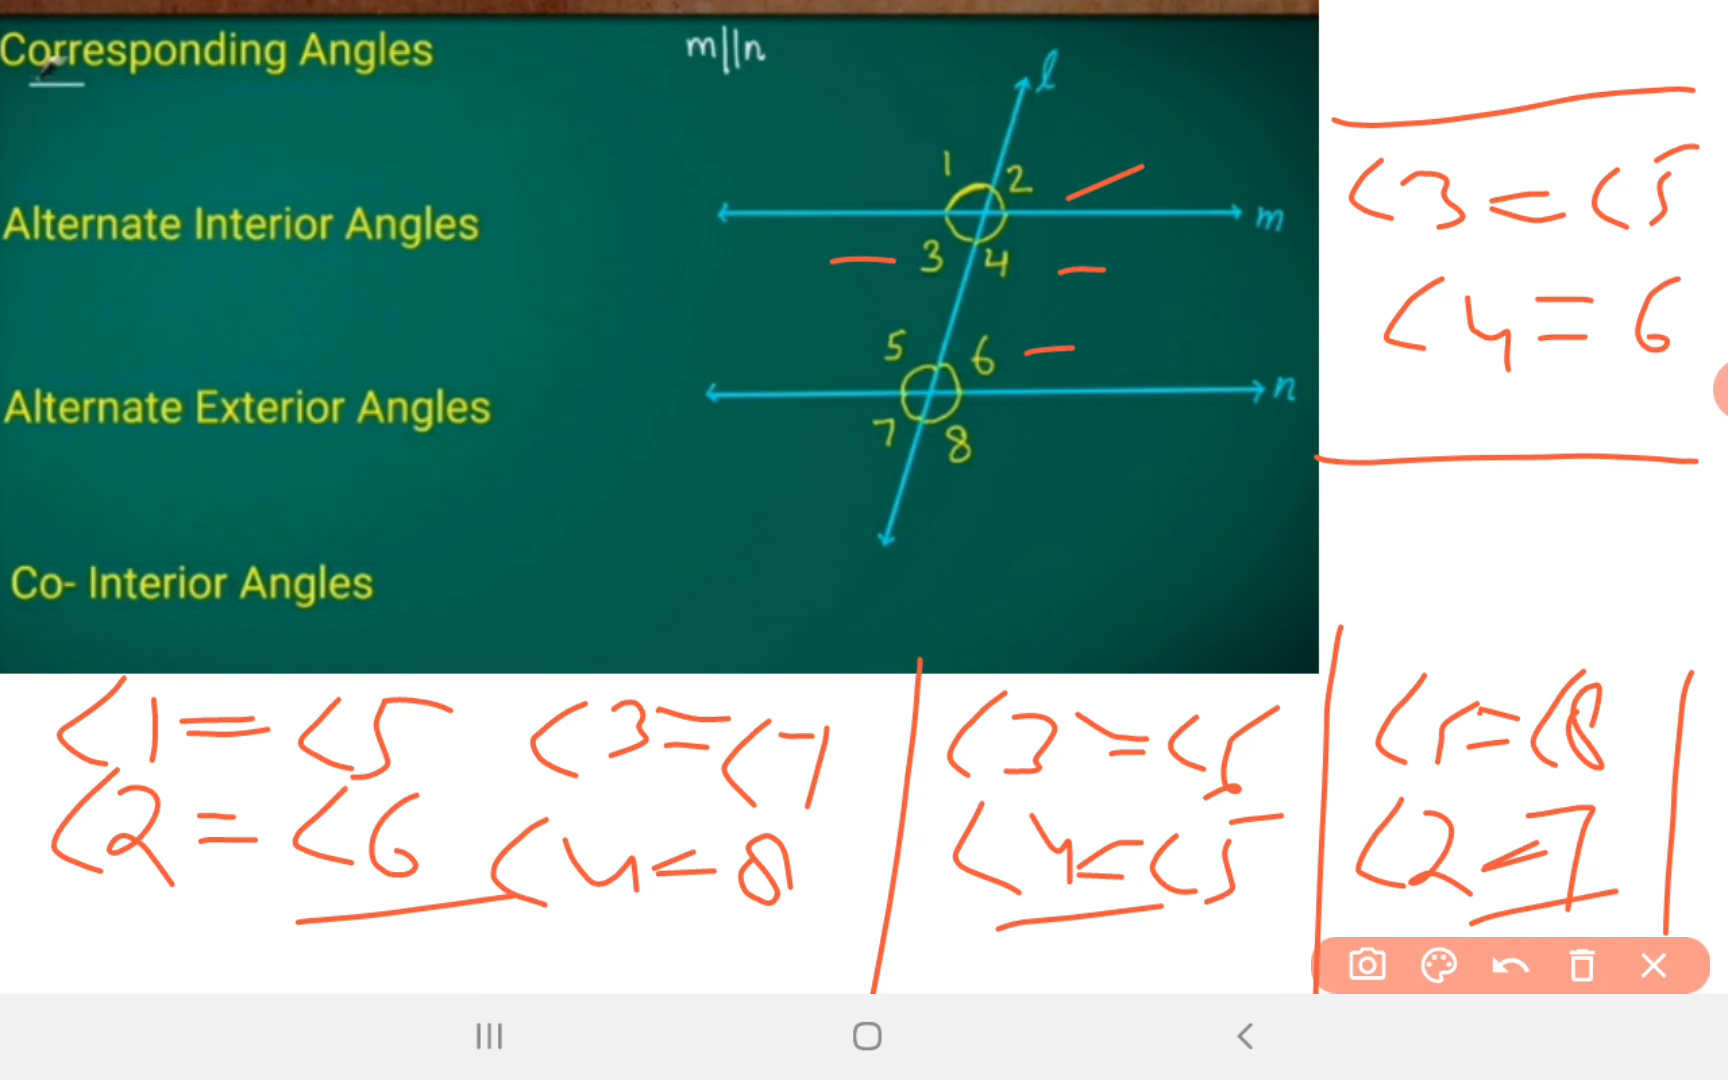 Corresponding Angles
m||n
l
1 2
m
Alternate Interior Angles
3 4
5 6
n
Alternate Exterior Angles
7 8
Co- Interior Angles
<3 = <5
<4 = 6
<1 = <5 <3 = <7
<2 = <6 <4 = 8
<3 = <6
<4 = <5
<1 = <8
<2 = 7